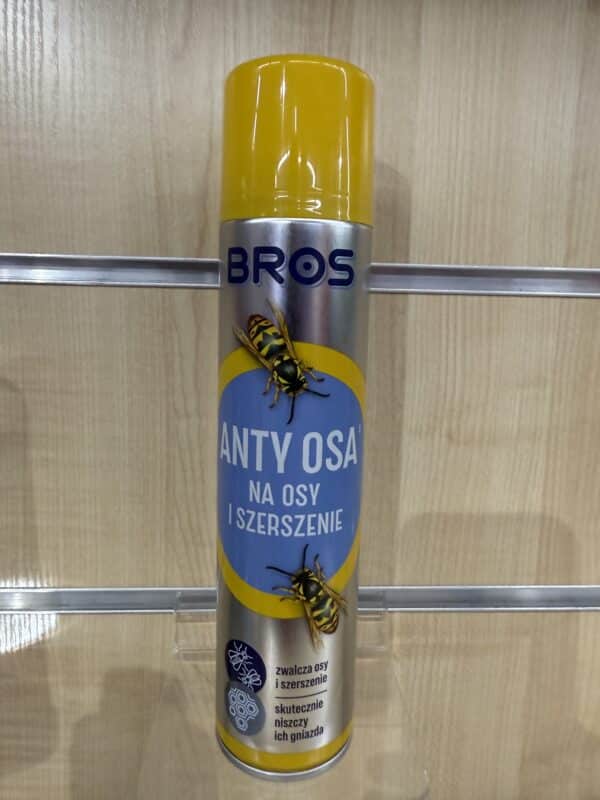 BROS
ANTY OSA
NA OSY
I SZERSZENIE
zwalcza osy
i szerszenie
skutecznie
niszczy
ich gniazda